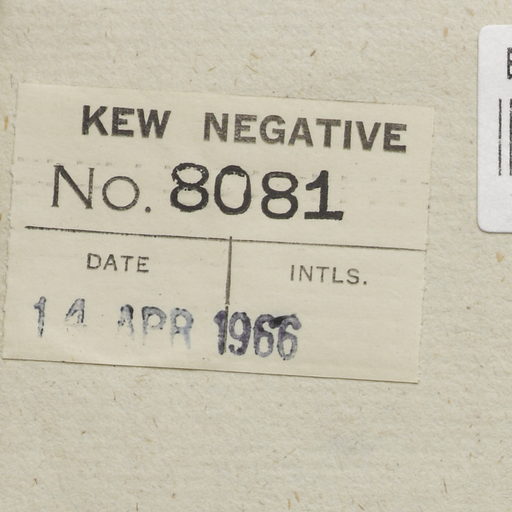 KEW NEGATIVE
No. 8081
DATE INTLS.
14 APR 1966